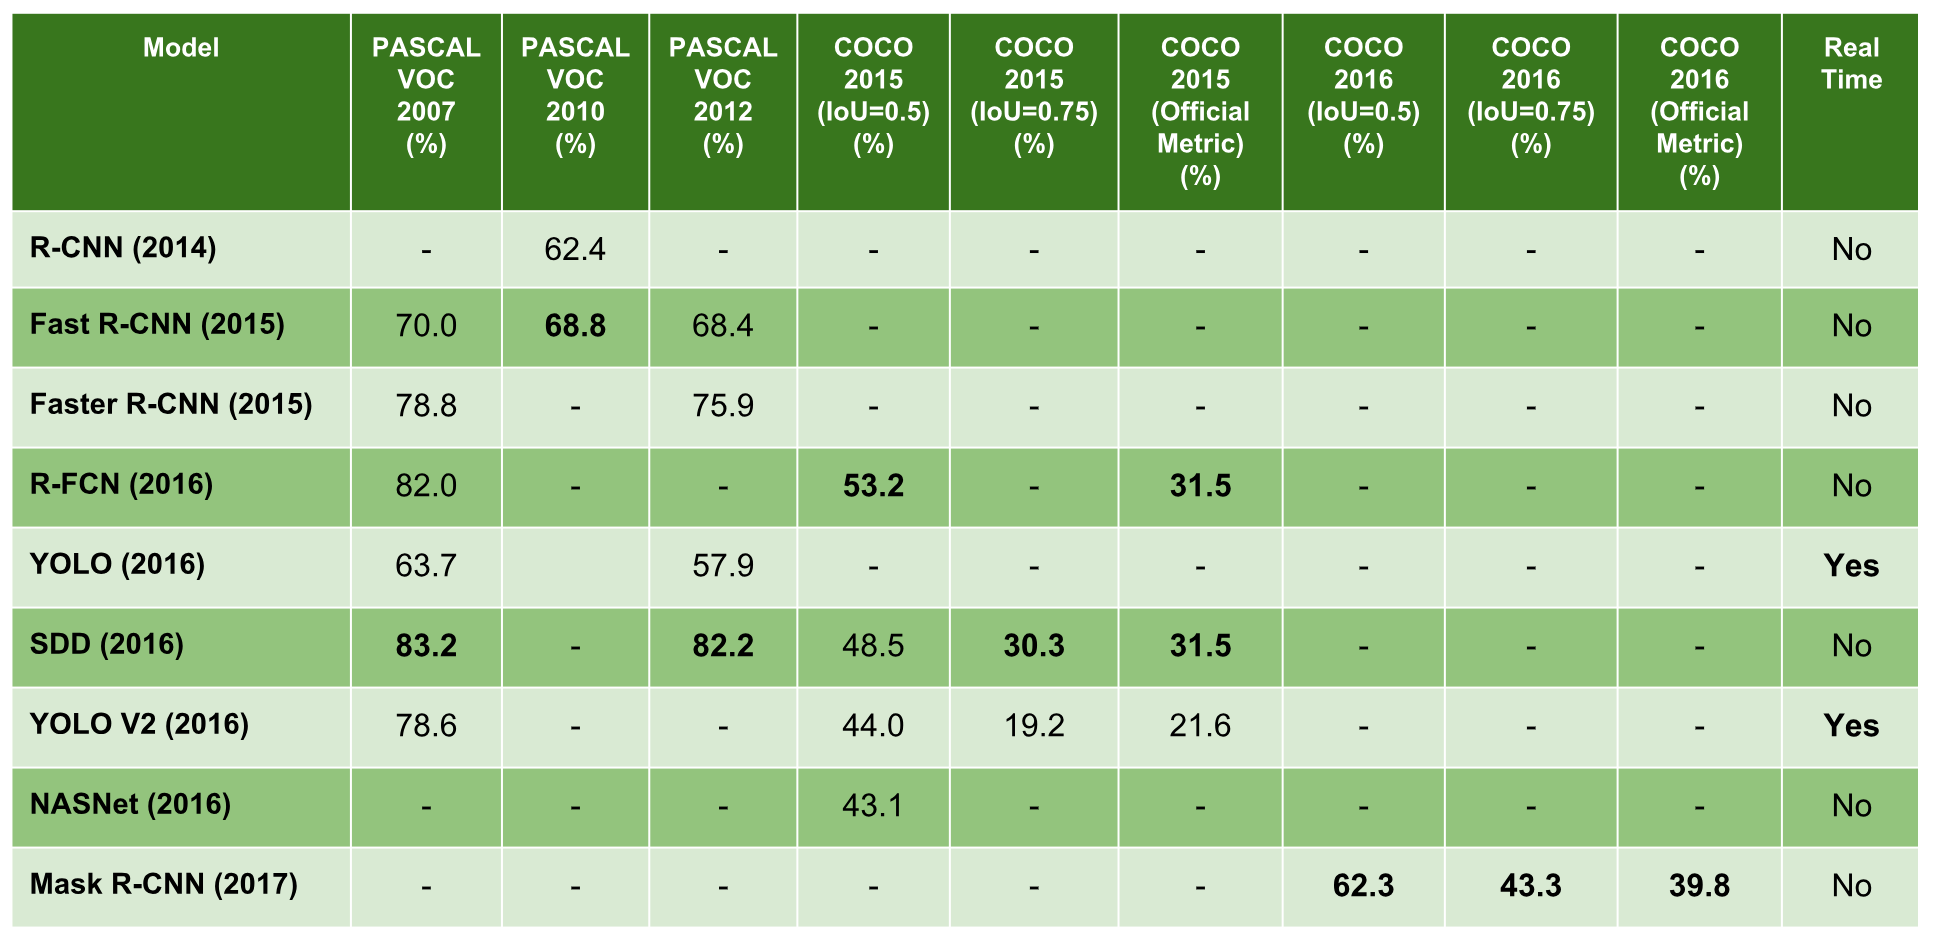 Model PASCAL VOC 2007 (%) PASCAL VOC 2010 (%) PASCAL VOC 2012 (%) COCO 2015 (IoU=0.5) (%) COCO 2015 (IoU=0.75) (%) COCO 2015 (Official Metric) (%) COCO 2016 (IoU=0.5) (%) COCO 2016 (IoU=0.75) (%) COCO 2016 (Official Metric) (%) Real Time
R-CNN (2014) - 62.4 - - - - - - - No
Fast R-CNN (2015) 70.0 68.8 68.4 - - - - - - No
Faster R-CNN (2015) 78.8 - 75.9 - - - - - - No
R-FCN (2016) 82.0 - - 53.2 - 31.5 - - - No
YOLO (2016) 63.7 57.9 - - - - - - Yes
SDD (2016) 83.2 - 82.2 48.5 30.3 31.5 - - - No
YOLO V2 (2016) 78.6 - - 44.0 19.2 21.6 - - - Yes
NASNet (2016) - - - 43.1 - - - - - No
Mask R-CNN (2017) - - - - - - 62.3 43.3 39.8 No